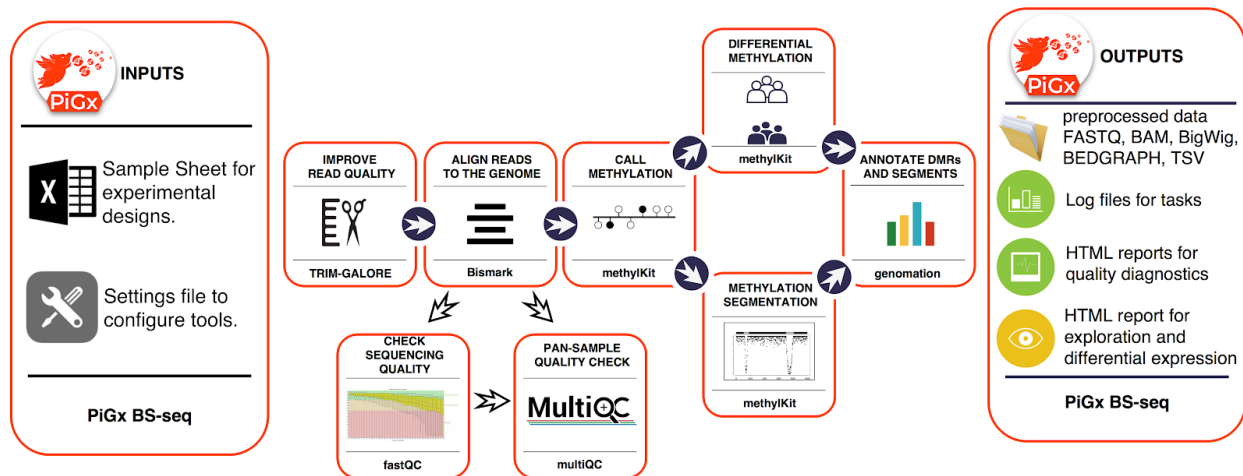 PiGx
INPUTS
Sample Sheet for
experimental
designs.
Settings file to
configure tools.
PiGx BS-seq
IMPROVE
READ QUALITY
TRIM-GALORE
ALIGN READS
TO THE GENOME
Bismark
CALL
METHYLATION
methylKit
DIFFERENTIAL
METHYLATION
methylKit
METHYLATION
SEGMENTATION
methylKit
ANNOTATE DMRs
AND SEGMENTS
genomation
CHECK
SEQUENCING
QUALITY
fastQC
PAN-SAMPLE
QUALITY CHECK
MultiQC
multiQC
PiGx
OUTPUTS
preprocessed data
FASTQ, BAM, BigWig,
BEDGRAPH, TSV
Log files for tasks
HTML reports for
quality diagnostics
HTML report for
exploration and
differential expression
PiGx BS-seq